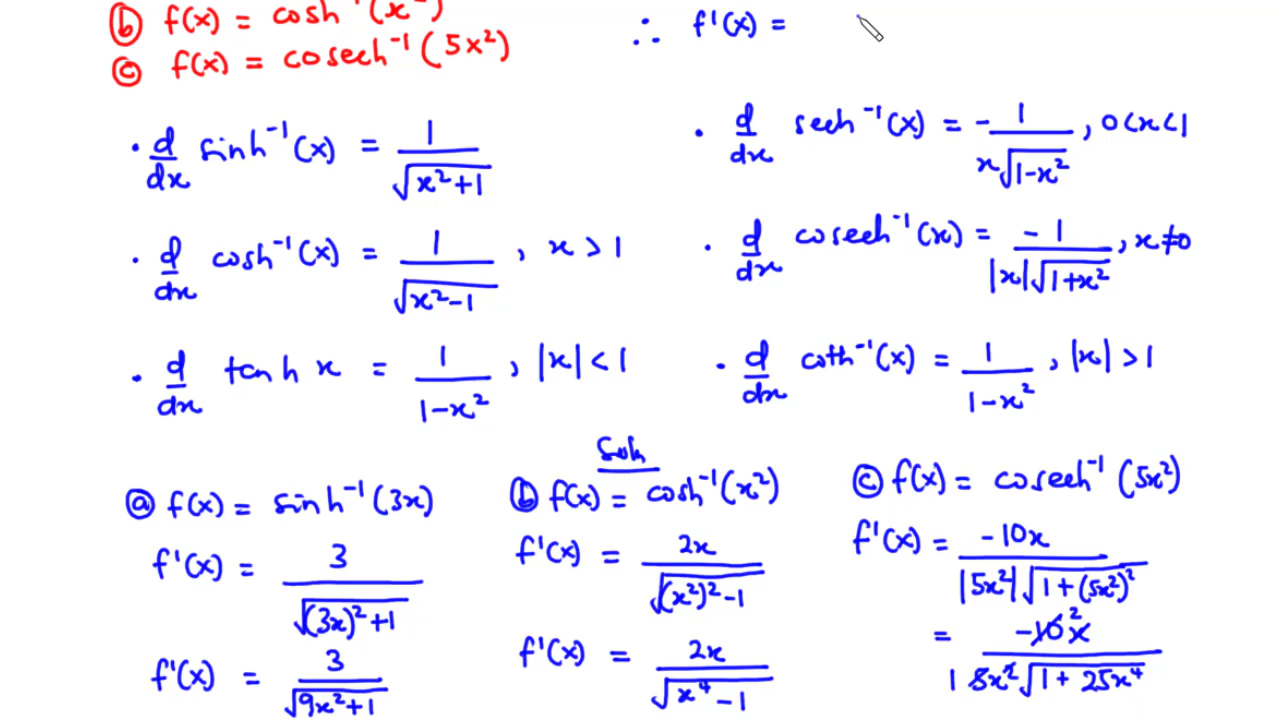 ⓑ f(x) = cosh⁻¹(x²)
ⓒ f(x) = cosech⁻¹(5x²)
∴ f'(x) =
· d/dx sinh⁻¹(x) = 1/√(x²+1)
· d/dx cosh⁻¹(x) = 1/√(x²-1), x > 1
· d/dx tanh x = 1/(1-x²), |x| < 1
· d/dx sech⁻¹(x) = -1/(x√(1-x²)), 0<x<1
· d/dx cosech⁻¹(x) = -1/(|x|√(1+x²)), x≠0
· d/dx coth⁻¹(x) = 1/(1-x²), |x| > 1
Soln
ⓐ f(x) = sinh⁻¹(3x)
f'(x) = 3/√((3x)²+1)
f'(x) = 3/√(9x²+1)
ⓑ f(x) = cosh⁻¹(x²)
f'(x) = 2x/√((x²)²-1)
f'(x) = 2x/√(x⁴-1)
ⓒ f(x) = cosech⁻¹(5x²)
f'(x) = -10x/(|5x²|√(1+(5x²)²))
= -10x 2/(1 5x²√(1+25x⁴))